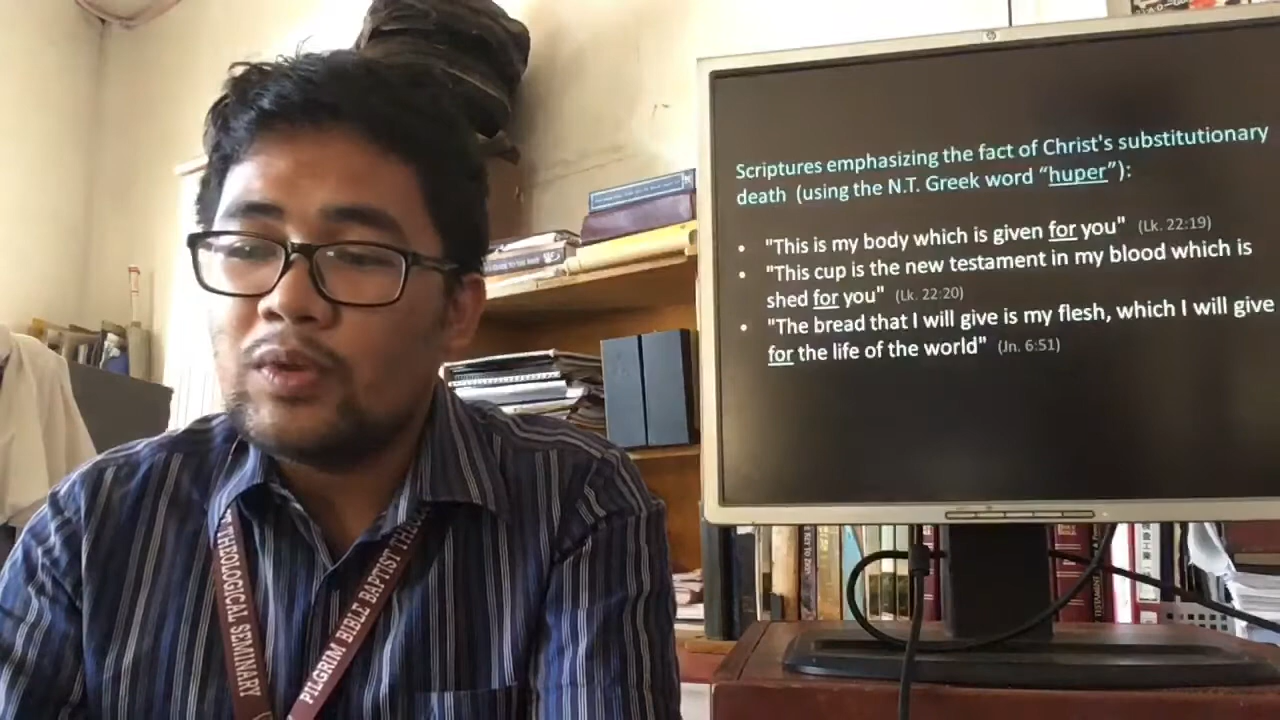 Scriptures emphasizing the fact of Christ's substitutionary
death (using the N.T. Greek word “huper”):
• "This is my body which is given for you" (Lk. 22:19)
• "This cup is the new testament in my blood which is
shed for you" (Lk. 22:20)
• "The bread that I will give is my flesh, which I will give
for the life of the world" (Jn. 6:51)
THEOLOGICAL SEMINARY
PILGRIM BIBLE BAPTIST
hp